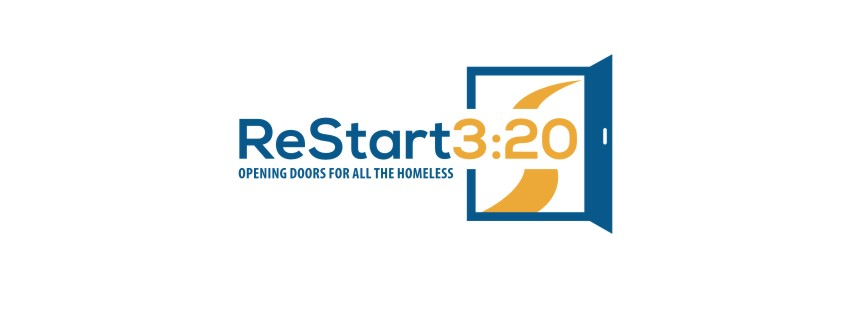 ReStart3:20
OPENING DOORS FOR ALL THE HOMELESS